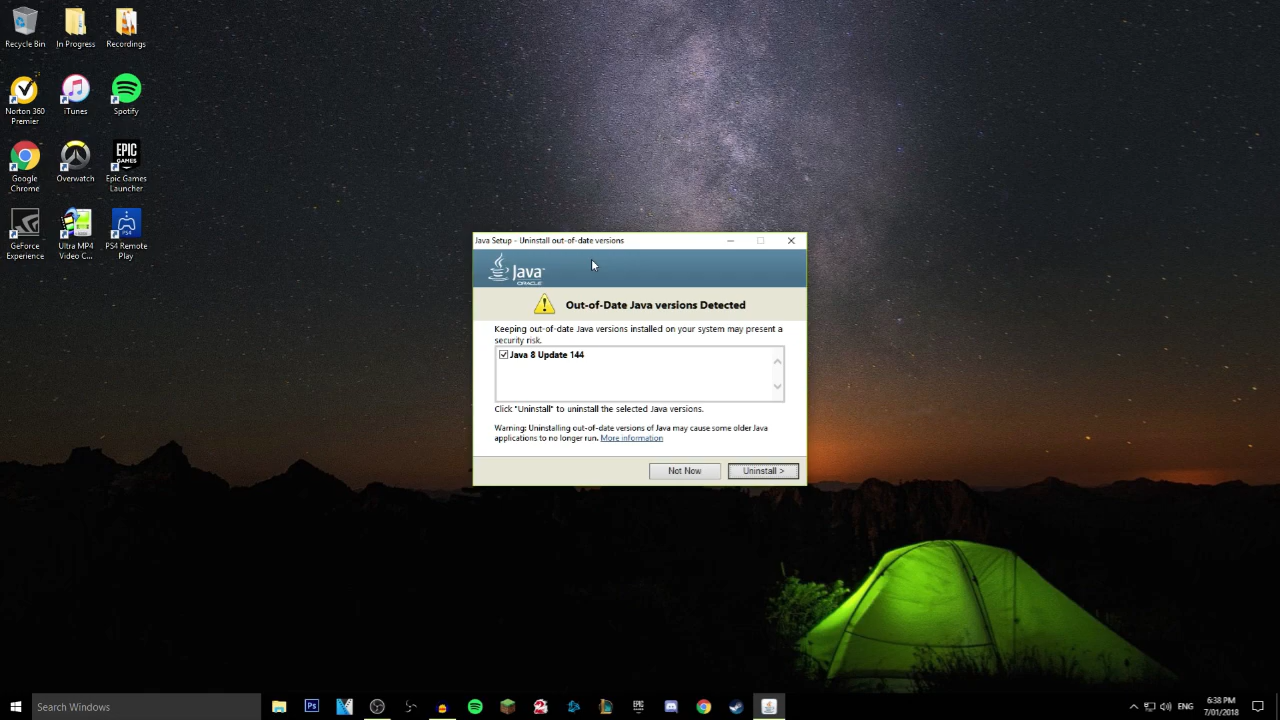 Recycle Bin
In Progress
Recordings
Norton 360
Premier
iTunes
Spotify
Google
Chrome
Overwatch
EPIC
GAMES
Epic Games
Launcher
GeForce
Experience
Ultra MP4
Video C...
PS4
PS4 Remote
Play
Java Setup - Uninstall out-of-date versions
Java
ORACLE
Out-of-Date Java versions Detected
Keeping out-of-date Java versions installed on your system may present a
security risk.
Java 8 Update 144
Click "Uninstall" to uninstall the selected Java versions.
Warning: Uninstalling out-of-date versions of Java may cause some older Java
applications to no longer run. More information
Not Now
Uninstall >
Search Windows
Ps
EPIC
ENG
6:38 PM
7/01/2018